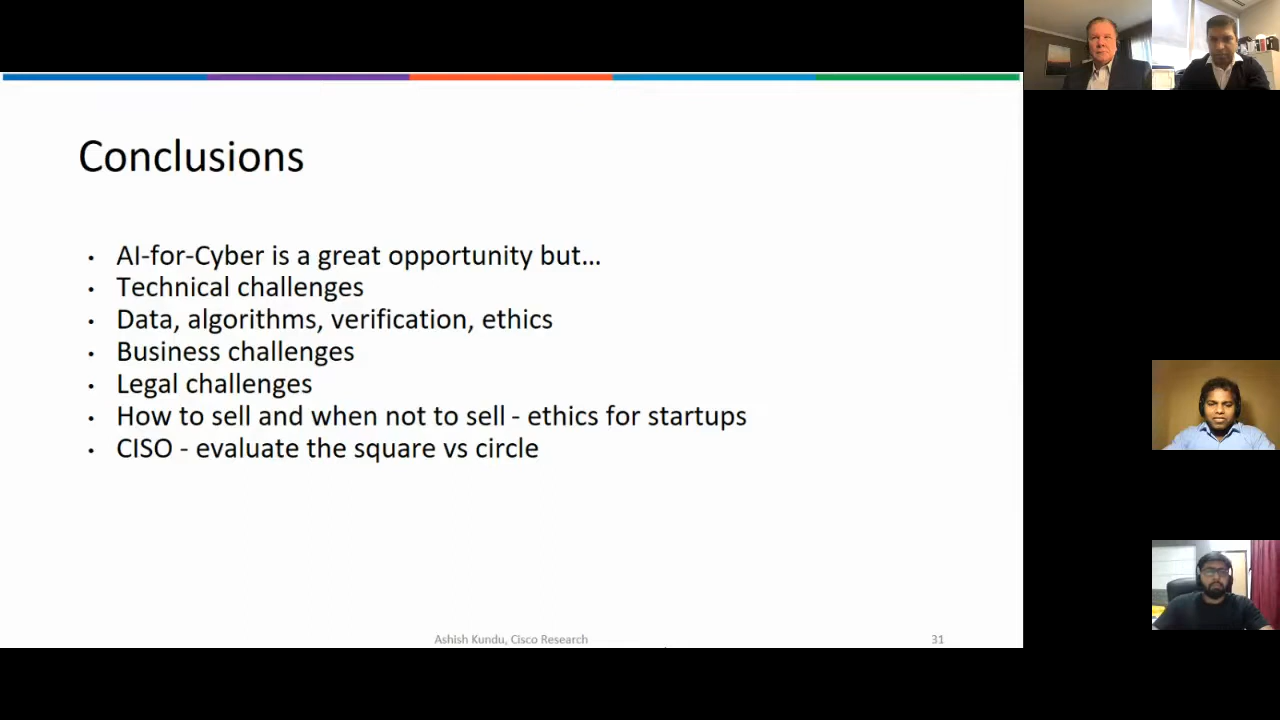 Conclusions
• AI-for-Cyber is a great opportunity but...
• Technical challenges
• Data, algorithms, verification, ethics
• Business challenges
• Legal challenges
• How to sell and when not to sell - ethics for startups
• CISO - evaluate the square vs circle
Ashish Kundu, Cisco Research
31